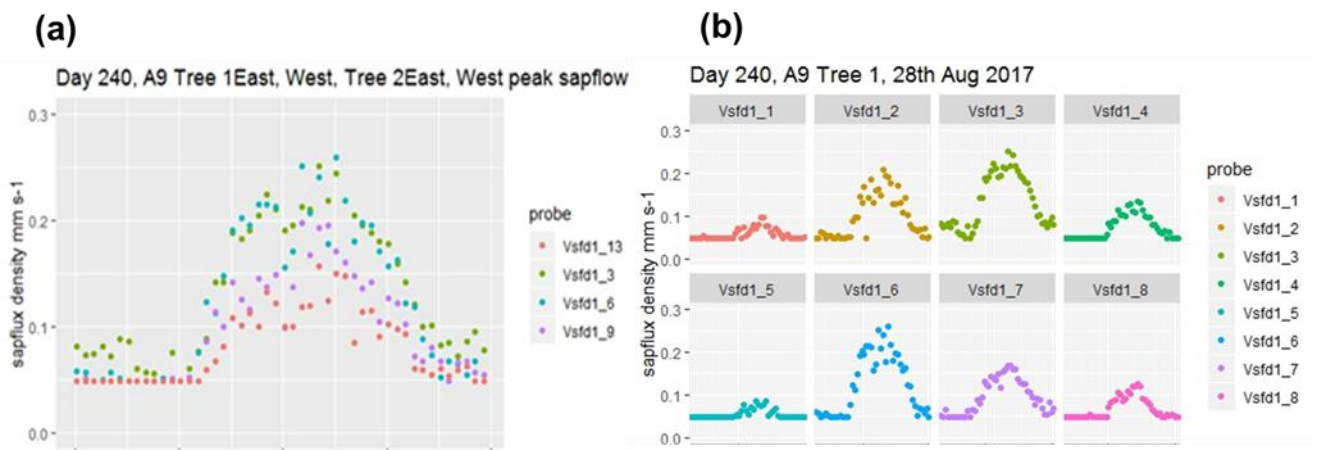 (a)
Day 240, A9 Tree 1East, West, Tree 2East, West peak sapflow
0.3
0.2
0.1
0.0
sapflux density mm s-1
probe
Vsfd1_13
Vsfd1_3
Vsfd1_6
Vsfd1_9
(b)
Day 240, A9 Tree 1, 28th Aug 2017
Vsfd1_1 Vsfd1_2 Vsfd1_3 Vsfd1_4
0.3
0.2
0.1
0.0
Vsfd1_5 Vsfd1_6 Vsfd1_7 Vsfd1_8
0.3
0.2
0.1
0.0
sapflux density mm s-1
probe
Vsfd1_1
Vsfd1_2
Vsfd1_3
Vsfd1_4
Vsfd1_5
Vsfd1_6
Vsfd1_7
Vsfd1_8